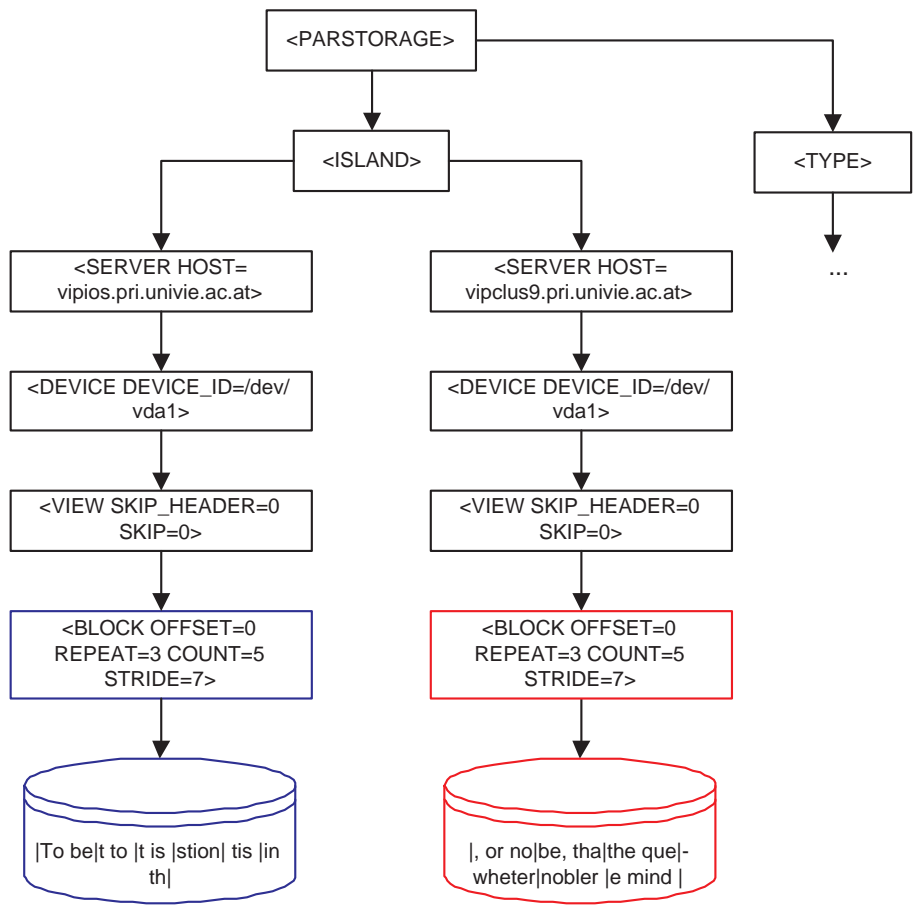 <PARSTORAGE>
<ISLAND>
<TYPE>
...
<SERVER HOST=
vipios.pri.univie.ac.at>
<SERVER HOST=
vipclus9.pri.univie.ac.at>
<DEVICE DEVICE_ID=/dev/
vda1>
<DEVICE DEVICE_ID=/dev/
vda1>
<VIEW SKIP_HEADER=0
SKIP=0>
<VIEW SKIP_HEADER=0
SKIP=0>
<BLOCK OFFSET=0
REPEAT=3 COUNT=5
STRIDE=7>
<BLOCK OFFSET=0
REPEAT=3 COUNT=5
STRIDE=7>
|To be|t to |t is |stion| tis |in
th|
|, or no|be, tha|the que|-
wheter|nobler |e mind |